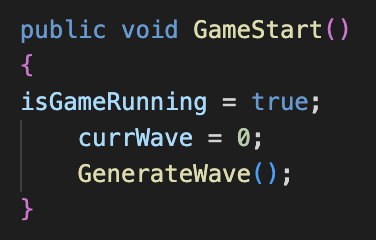 public void GameStart()
{
isGameRunning = true;
    currWave = 0;
    GenerateWave();
}